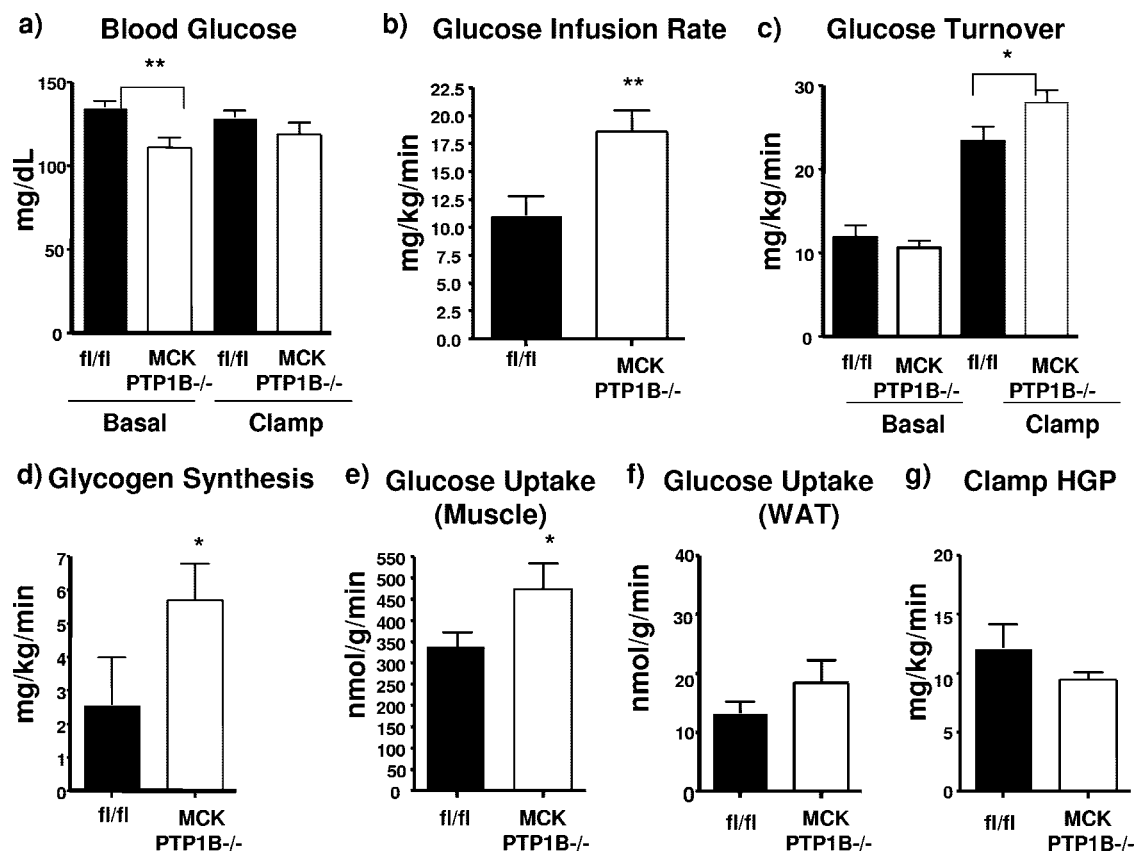 a) Blood Glucose
**
mg/dL
150
100
50
0
fl/fl MCK fl/fl MCK
PTP1B-/- PTP1B-/-
Basal Clamp
b) Glucose Infusion Rate
**
mg/kg/min
22.5
20.0
17.5
15.0
12.5
10.0
7.5
5.0
2.5
0.0
fl/fl MCK
PTP1B-/-
c) Glucose Turnover
*
mg/kg/min
30
20
10
0
fl/fl MCK fl/fl MCK
PTP1B-/- PTP1B-/-
Basal Clamp
d) Glycogen Synthesis
*
mg/kg/min
7
6
5
4
3
2
1
0
fl/fl MCK
PTP1B-/-
e) Glucose Uptake
(Muscle)
*
nmol/g/min
550
500
450
400
350
300
250
200
150
100
50
0
fl/fl MCK
PTP1B-/-
f) Glucose Uptake
(WAT)
nmol/g/min
40
30
20
10
0
fl/fl MCK
PTP1B-/-
g) Clamp HGP
mg/kg/min
20
15
10
5
0
fl/fl MCK
PTP1B-/-